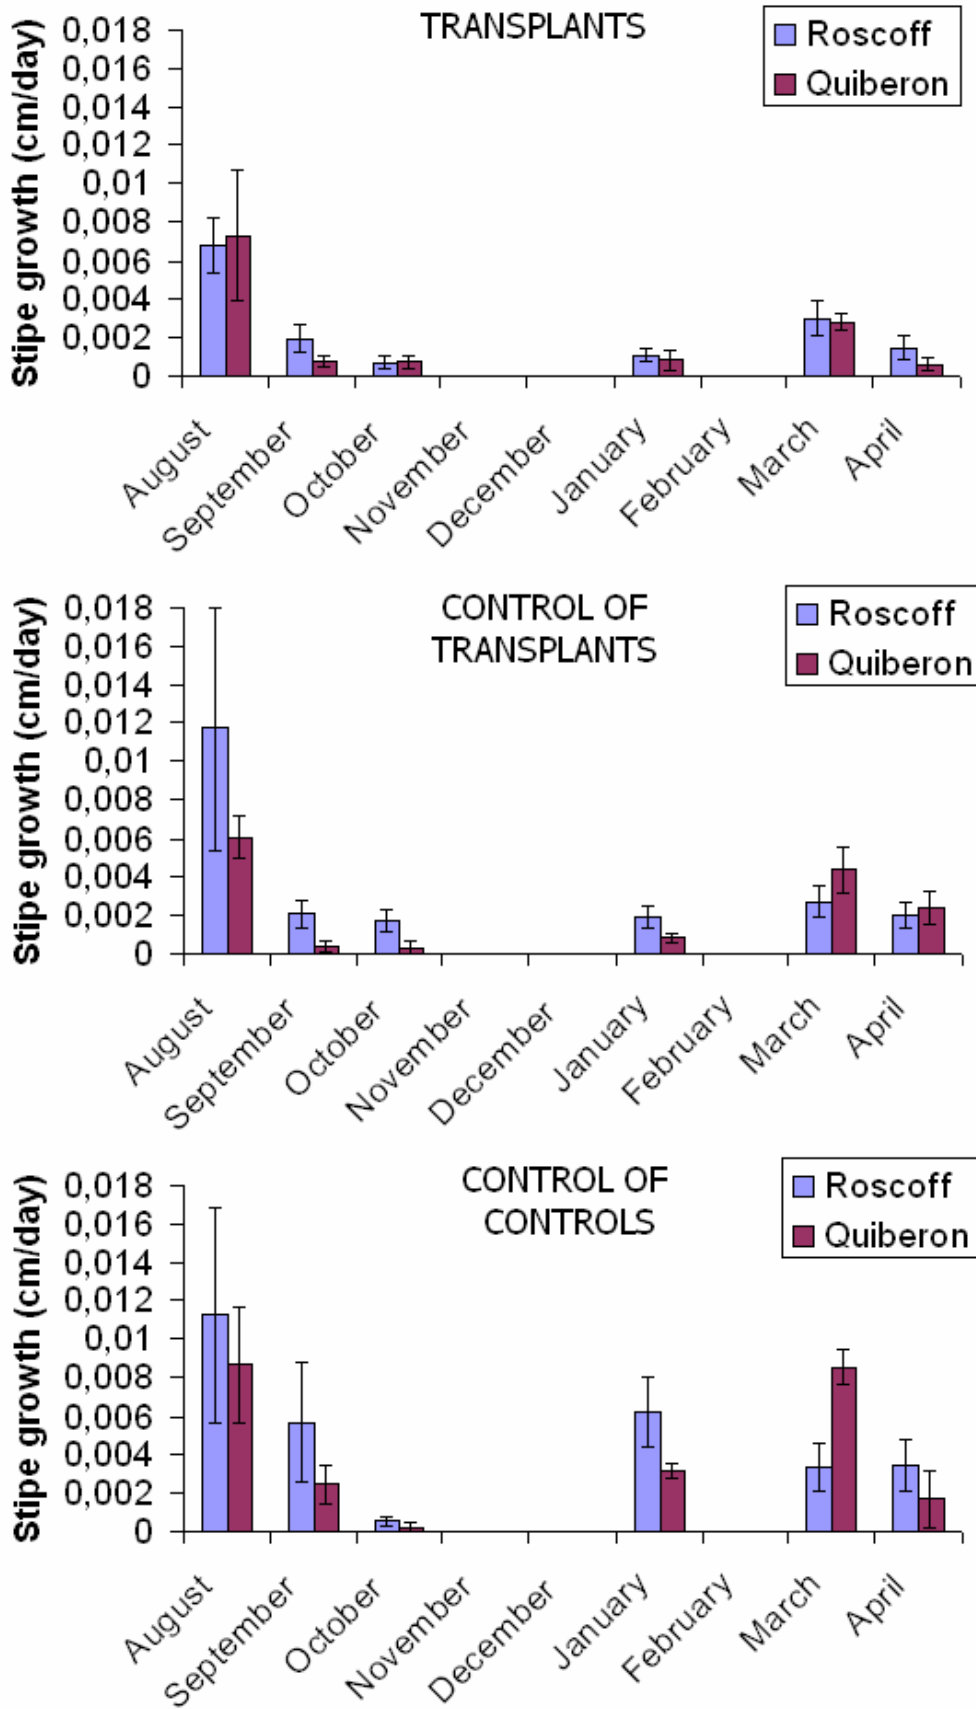 TRANSPLANTS
Roscoff
Quiberon
Stipe growth (cm/day)
0,018
0,016
0,014
0,012
0,01
0,008
0,006
0,004
0,002
0
August
September
October
November
December
January
February
March
April
CONTROL OF
TRANSPLANTS
Roscoff
Quiberon
Stipe growth (cm/day)
0,018
0,016
0,014
0,012
0,01
0,008
0,006
0,004
0,002
0
August
September
October
November
December
January
February
March
April
CONTROL OF
CONTROLS
Roscoff
Quiberon
Stipe growth (cm/day)
0,018
0,016
0,014
0,012
0,01
0,008
0,006
0,004
0,002
0
August
September
October
November
December
January
February
March
April